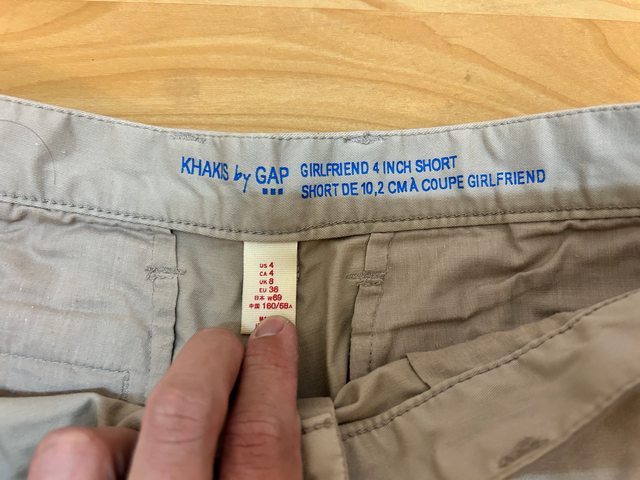 KHAKIS by GAP
GIRLFRIEND 4 INCH SHORT
SHORT DE 10,2 CM À COUPE GIRLFRIEND
US 4
CA 4
UK 8
EU 36
日本 W69
中国 160/68A